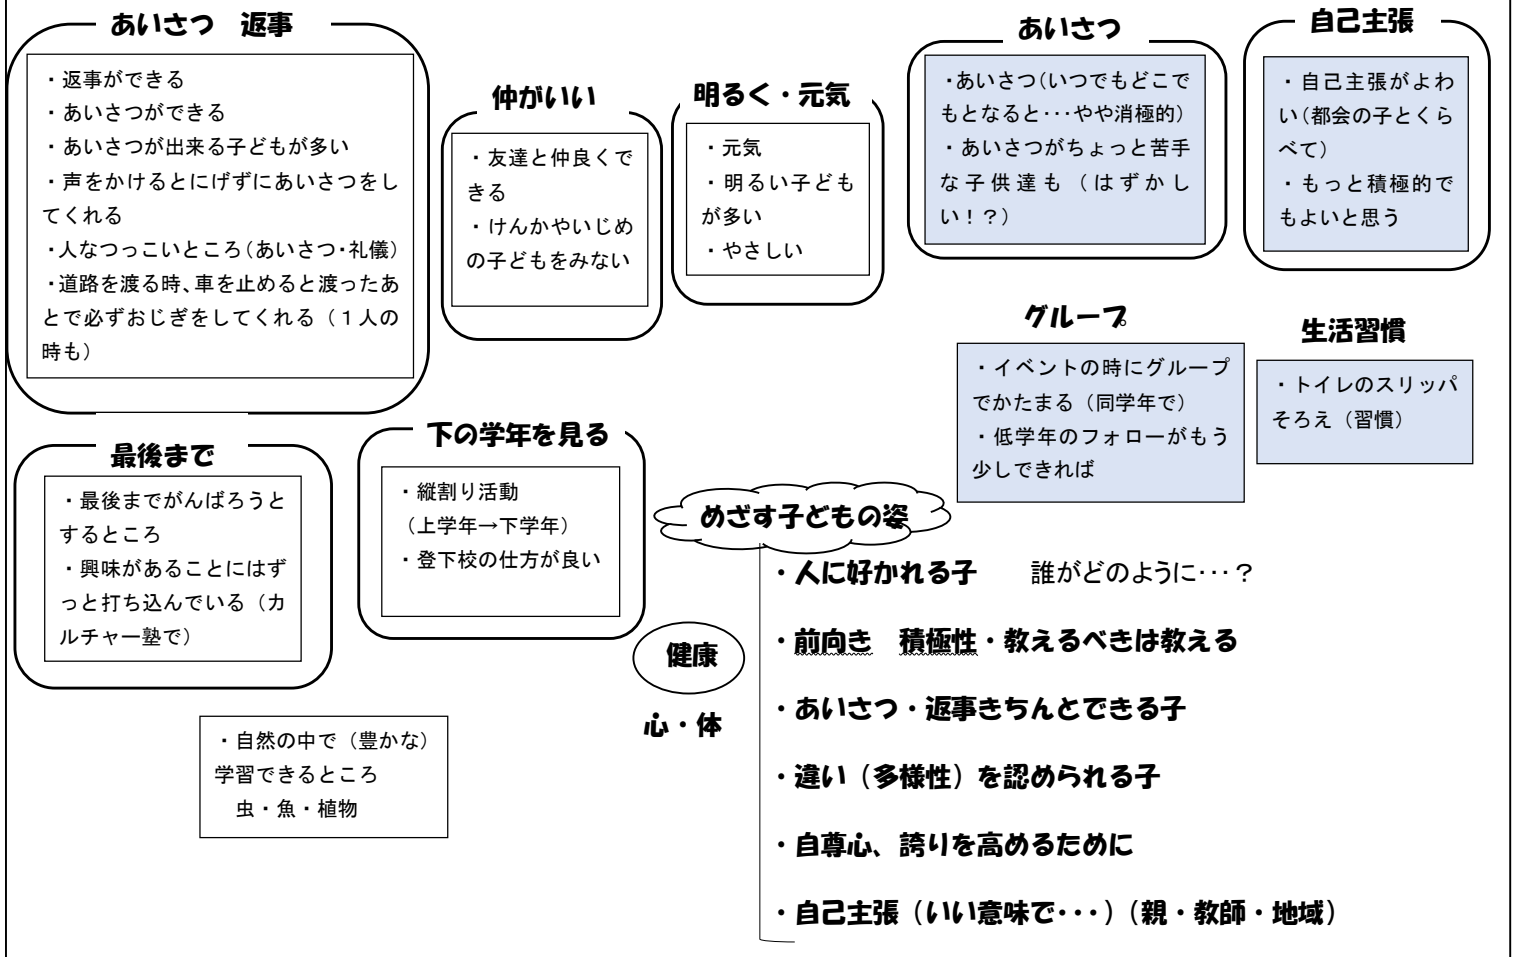 あいさつ　返事
・返事ができる
・あいさつができる
・あいさつが出来る子どもが多い
・声をかけるとにげずにあいさつをし
てくれる
・人なつっこいところ（あいさつ・礼儀）
・道路を渡る時、車を止めると渡ったあ
とで必ずおじぎをしてくれる（１人の
時も）
仲がいい
・友達と仲良くで
きる
・けんかやいじめ
の子どもをみない
明るく・元気
・元気
・明るい子ども
が多い
・やさしい
あいさつ
・あいさつ（いつでもどこで
もとなると･･･やや消極的）
・あいさつがちょっと苦手
な子供達も（はずかし
い！？）
自己主張
・自己主張がよわ
い（都会の子とくら
べて）
・もっと積極的で
もよいと思う
グループ
・イベントの時にグループ
でかたまる（同学年で）
・低学年のフォローがもう
少しできれば
生活習慣
・トイレのスリッパ
そろえ（習慣）
最後まで
・最後までがんばろうと
するところ
・興味があることにはず
っと打ち込んでいる（カ
ルチャー塾で）
下の学年を見る
・縦割り活動
（上学年→下学年）
・登下校の仕方が良い
・自然の中で（豊かな）
学習できるところ
虫・魚・植物
健康
心・体
めざす子どもの姿
・人に好かれる子　　誰がどのように･･･？
・前向き　積極性・教えるべきは教える
・あいさつ・返事きちんとできる子
・違い（多様性）を認められる子
・自尊心、誇りを高めるために
・自己主張（いい意味で･･･）（親・教師・地域）